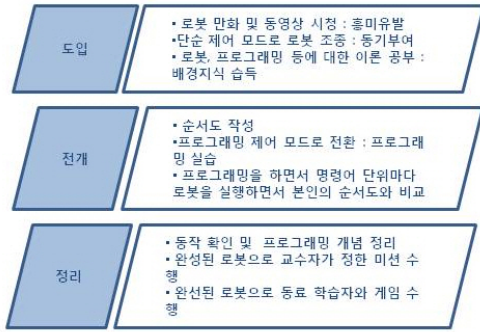 도입
• 로봇 만화 및 동영상 시청 : 흥미유발
•단순 제어 모드로 로봇 조종 : 동기부여
• 로봇, 프로그래밍 등에 대한 이론 공부 :
배경지식 습득
전개
• 순서도 작성
•프로그래밍 제어 모드로 전환 : 프로그래
밍 실습
• 프로그래밍을 하면서 명령어 단위마다
로봇을 실행하면서 본인의 순서도와 비교
정리
• 동작 확인 및 프로그래밍 개념 정리
• 완성된 로봇으로 교수자가 정한 미션 수
행
• 완선된 로봇으로 동료 학습자와 게임 수
행